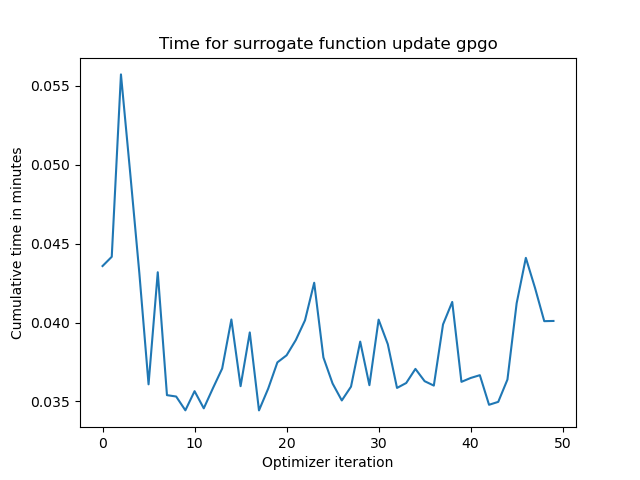 Time for surrogate function update gpgo
Cumulative time in minutes
0.055
0.050
0.045
0.040
0.035
0 10 20 30 40 50
Optimizer iteration